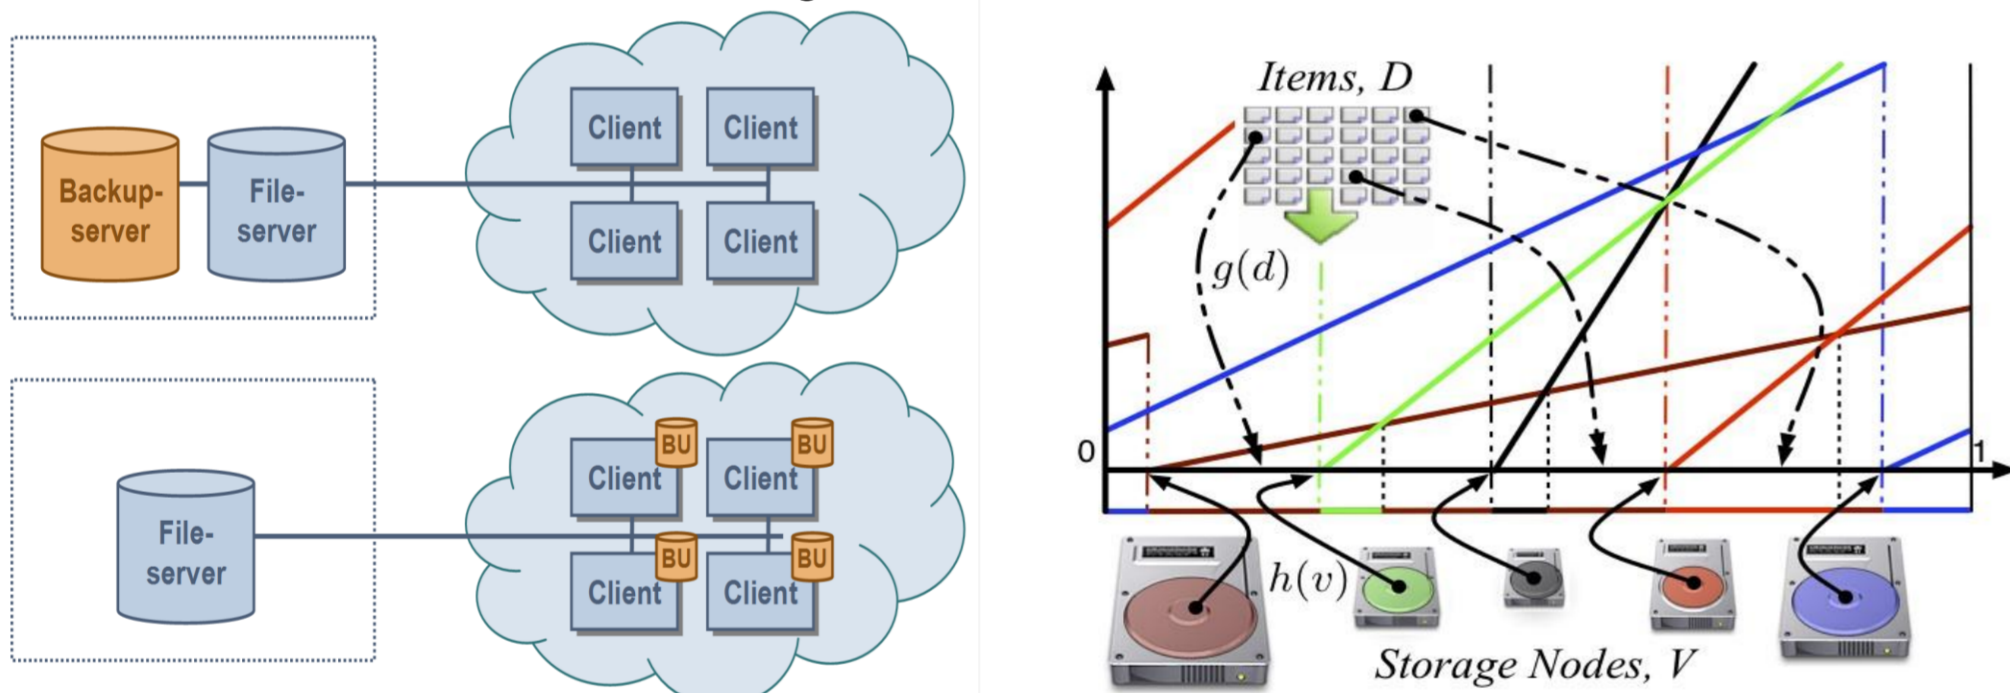 Backup-
server
File-
server
Client
Client
Client
Client
File-
server
Client
BU
Client
BU
Client
BU
Client
BU
Items, D
g(d)
0
1
h(v)
Storage Nodes, V